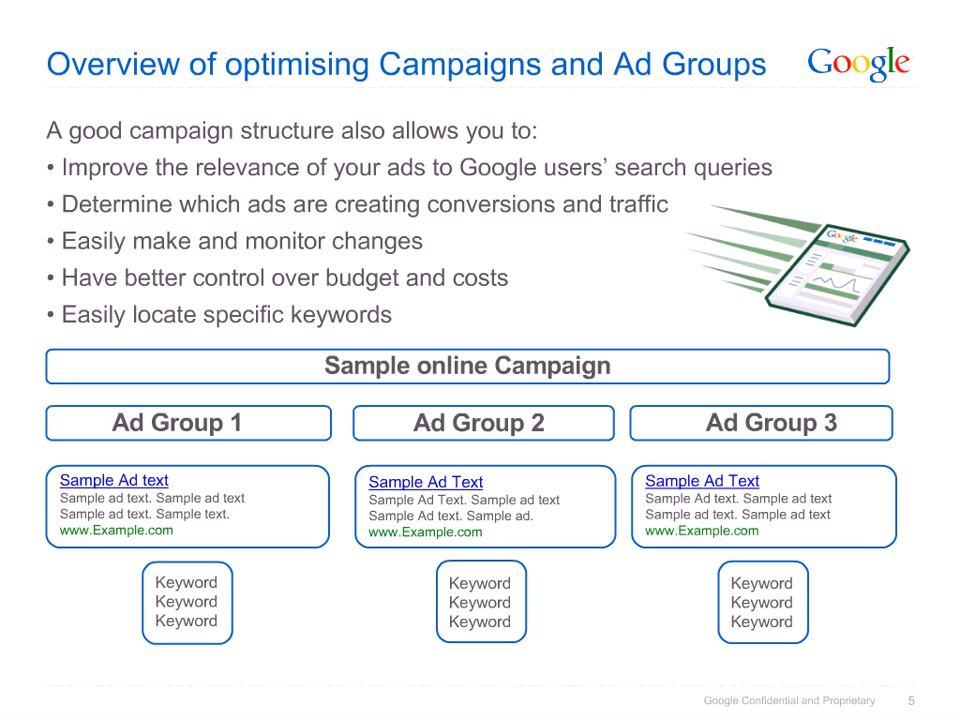 Overview of optimising Campaigns and Ad Groups
Google
A good campaign structure also allows you to:
• Improve the relevance of your ads to Google users’ search queries
• Determine which ads are creating conversions and traffic
• Easily make and monitor changes
• Have better control over budget and costs
• Easily locate specific keywords
Google
Sample online Campaign
Ad Group 1
Ad Group 2
Ad Group 3
Sample Ad text
Sample ad text. Sample ad text
Sample ad text. Sample text.
www.Example.com
Sample Ad Text
Sample Ad Text. Sample ad text
Sample Ad text. Sample ad.
www.Example.com
Sample Ad Text
Sample Ad text. Sample ad text
Sample ad text. Sample ad text
www.Example.com
Keyword
Keyword
Keyword
Keyword
Keyword
Keyword
Keyword
Keyword
Keyword
Google Confidential and Proprietary
5